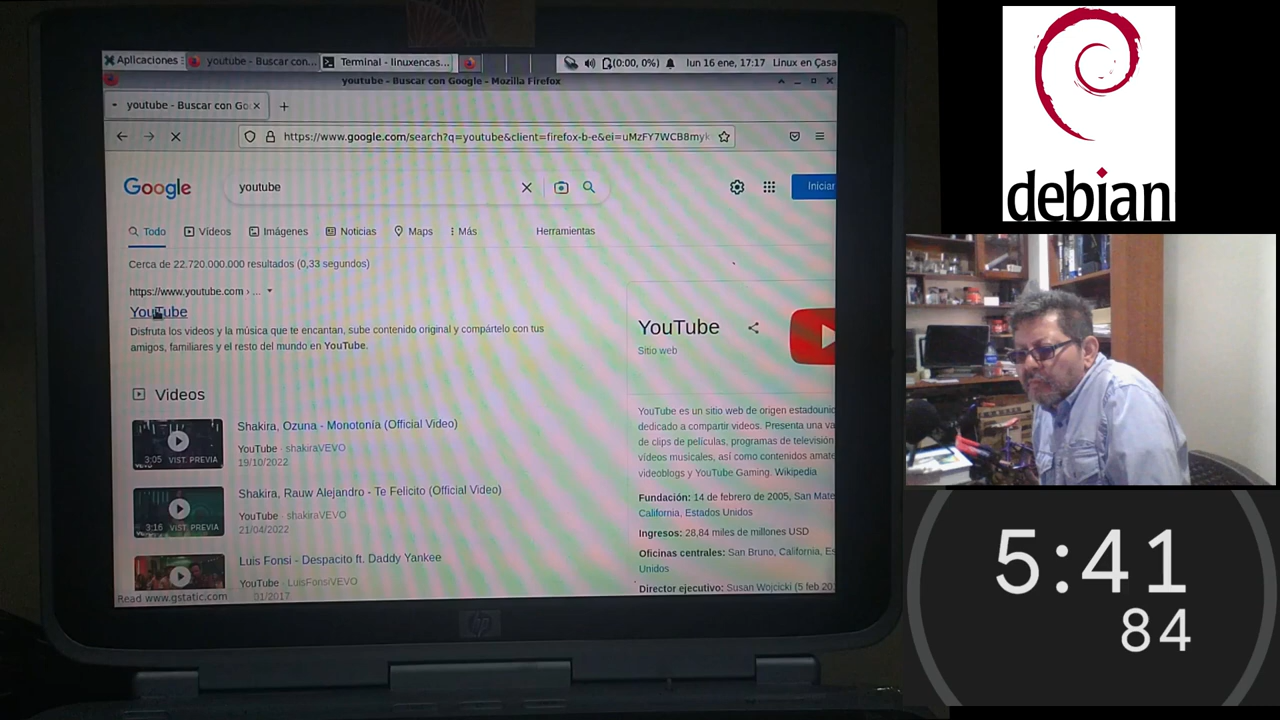 Aplicaciones
youtube - Buscar con...
Terminal - linuxencas...
(0:00, 0%)
lun 16 ene, 17:17
Linux en Casa
youtube - Buscar con Google - Mozilla Firefox
youtube - Buscar con Go
https://www.google.com/search?q=youtube&client=firefox-b-e&ei=uMzFY7WCB8myk
Google
youtube
Iniciar
Todo
Vídeos
Imágenes
Noticias
Maps
Más
Herramientas
Cerca de 22.720.000.000 resultados (0,33 segundos)
https://www.youtube.com › ...
YouTube
Disfruta los videos y la música que te encantan, sube contenido original y compártelo con tus
amigos, familiares y el resto del mundo en YouTube.
Videos
Shakira, Ozuna - Monotonía (Official Video)
YouTube · shakiraVEVO
19/10/2022
3:05 VIST. PREVIA
Shakira, Rauw Alejandro - Te Felicito (Official Video)
YouTube · shakiraVEVO
21/04/2022
3:16 VIST. PREVIA
Luis Fonsi - Despacito ft. Daddy Yankee
YouTube · LuisFonsiVEVO
01/2017
Read www.gstatic.com
YouTube
Sitio web
YouTube es un sitio web de origen estadounid
dedicado a compartir videos. Presenta una va
de clips de películas, programas de televisión
vídeos musicales, así como contenidos amate
videoblogs y YouTube Gaming. Wikipedia
Fundación: 14 de febrero de 2005, San Mate
California, Estados Unidos
Ingresos: 28,84 miles de millones USD
Oficinas centrales: San Bruno, California, Es
Unidos
Director ejecutivo: Susan Wojcicki (5 feb 20
hp
debian
5:41
84